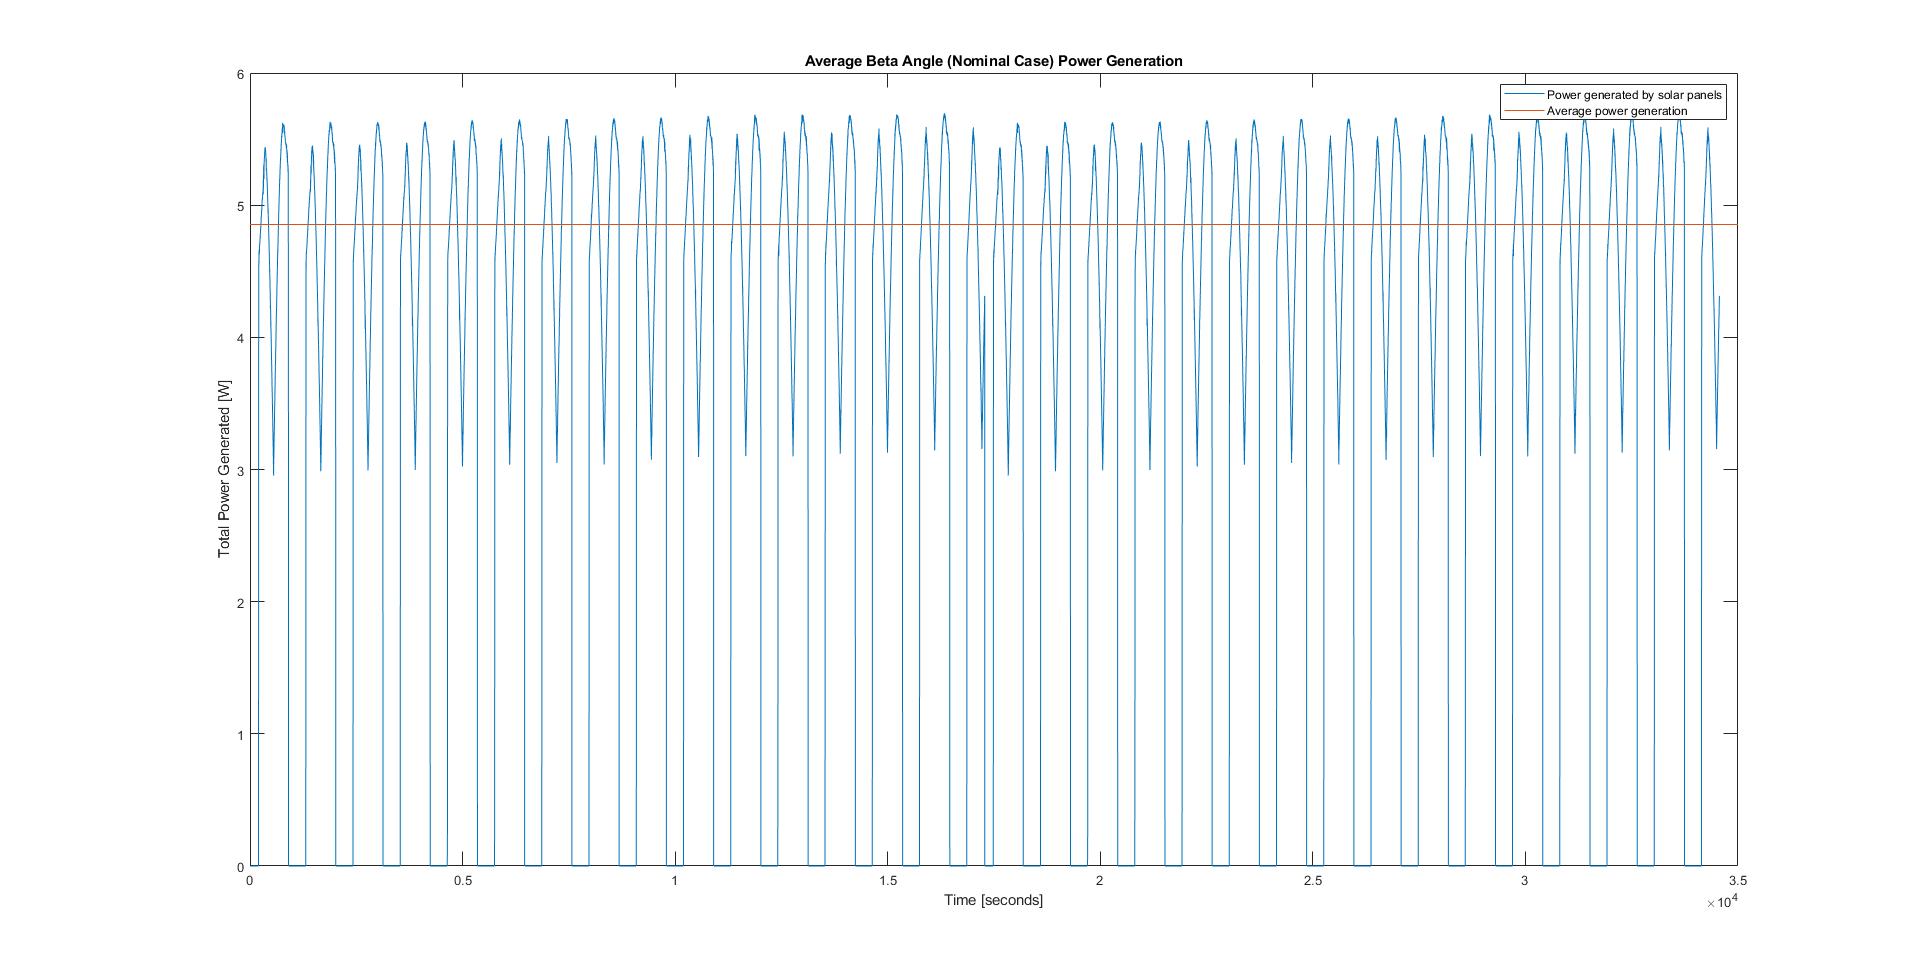 Average Beta Angle (Nominal Case) Power Generation
Power generated by solar panels
Average power generation
Total Power Generated [W]
6
5
4
3
2
1
0
0 0.5 1 1.5 2 2.5 3 3.5
Time [seconds]
×10⁴